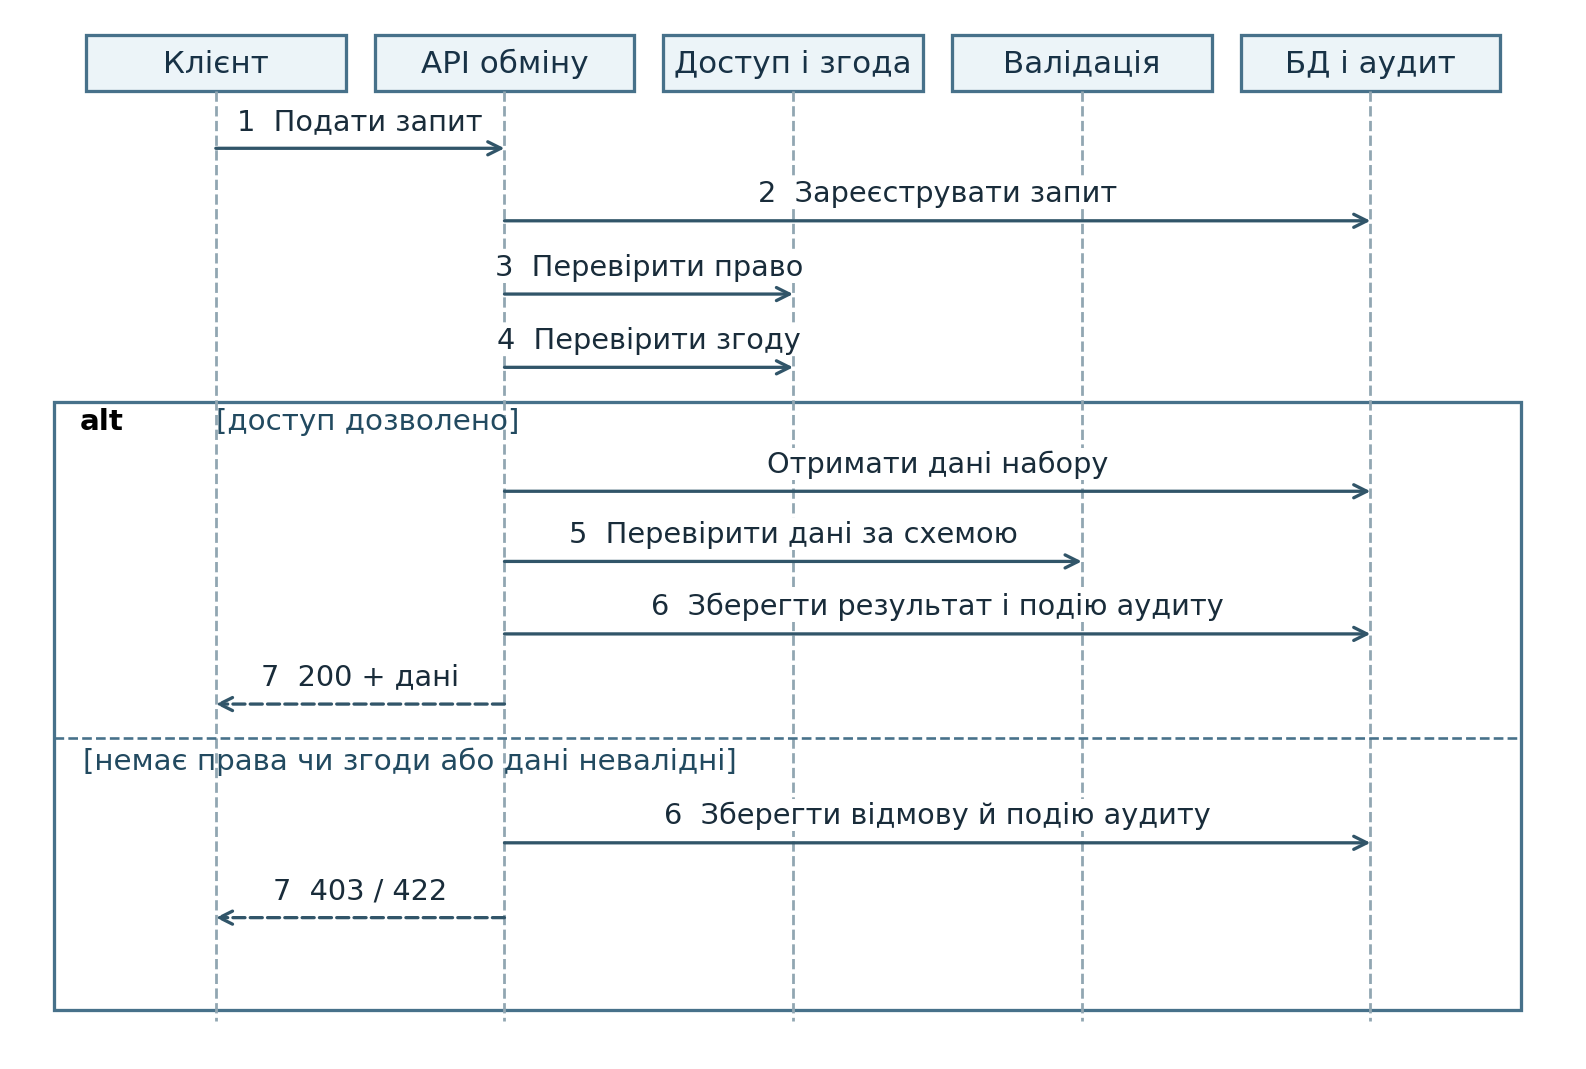 Клієнт
API обміну
Доступ і згода
Валідація
БД і аудит
1 Подати запит
2 Зареєструвати запит
3 Перевірити право
4 Перевірити згоду
alt [доступ дозволено]
Отримати дані набору
5 Перевірити дані за схемою
6 Зберегти результат і подію аудиту
7 200 + дані
[немає права чи згоди або дані невалідні]
6 Зберегти відмову й подію аудиту
7 403 / 422